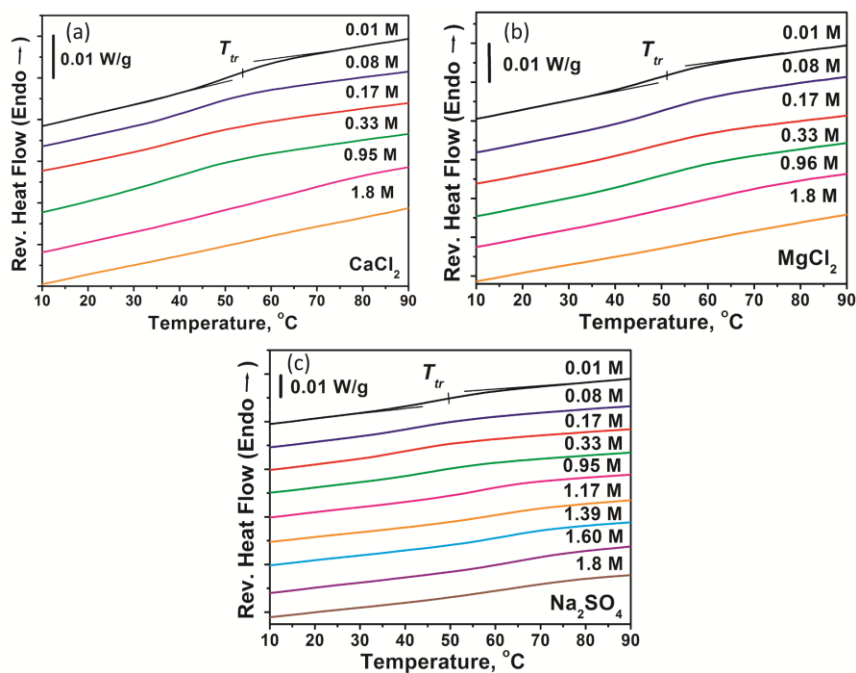 (a)
0.01 W/g
T_tr
0.01 M
0.08 M
0.17 M
0.33 M
0.95 M
1.8 M
CaCl₂
Rev. Heat Flow (Endo →)
10 20 30 40 50 60 70 80 90
Temperature, °C
(b)
0.01 W/g
T_tr
0.01 M
0.08 M
0.17 M
0.33 M
0.96 M
1.8 M
MgCl₂
Rev. Heat Flow (Endo →)
10 20 30 40 50 60 70 80 90
Temperature, °C
(c)
0.01 W/g
T_tr
0.01 M
0.08 M
0.17 M
0.33 M
0.95 M
1.17 M
1.39 M
1.60 M
1.8 M
Na₂SO₄
Rev. Heat Flow (Endo →)
10 20 30 40 50 60 70 80 90
Temperature, °C